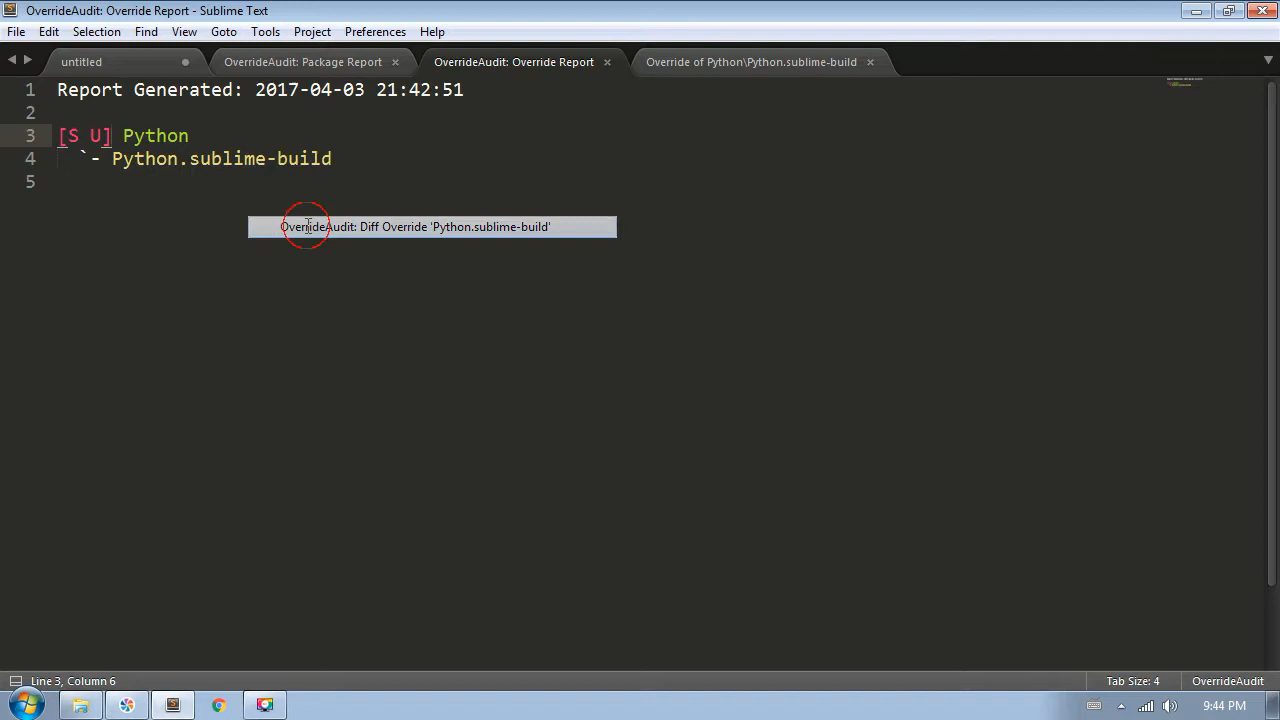 OverrideAudit: Override Report - Sublime Text
File Edit Selection Find View Goto Tools Project Preferences Help
untitled OverrideAudit: Package Report OverrideAudit: Override Report Override of Python\Python.sublime-build
1 Report Generated: 2017-04-03 21:42:51
2
3 [S U] Python
4 `- Python.sublime-build
5
OverrideAudit: Diff Override 'Python.sublime-build'
Line 3, Column 6 Tab Size: 4 OverrideAudit
9:44 PM